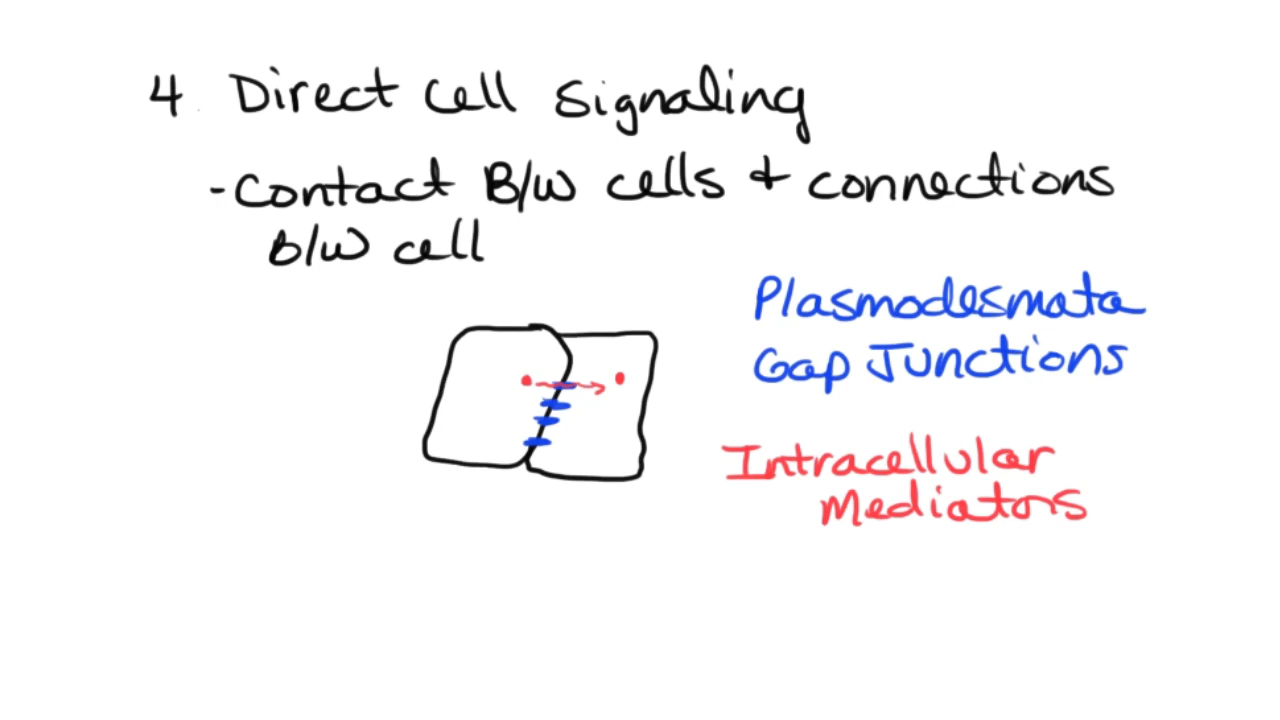 4 Direct cell signaling
- Contact B/w cells & connections
B/w cell
Plasmodesmata
Gap Junctions
Intracellular
Mediators